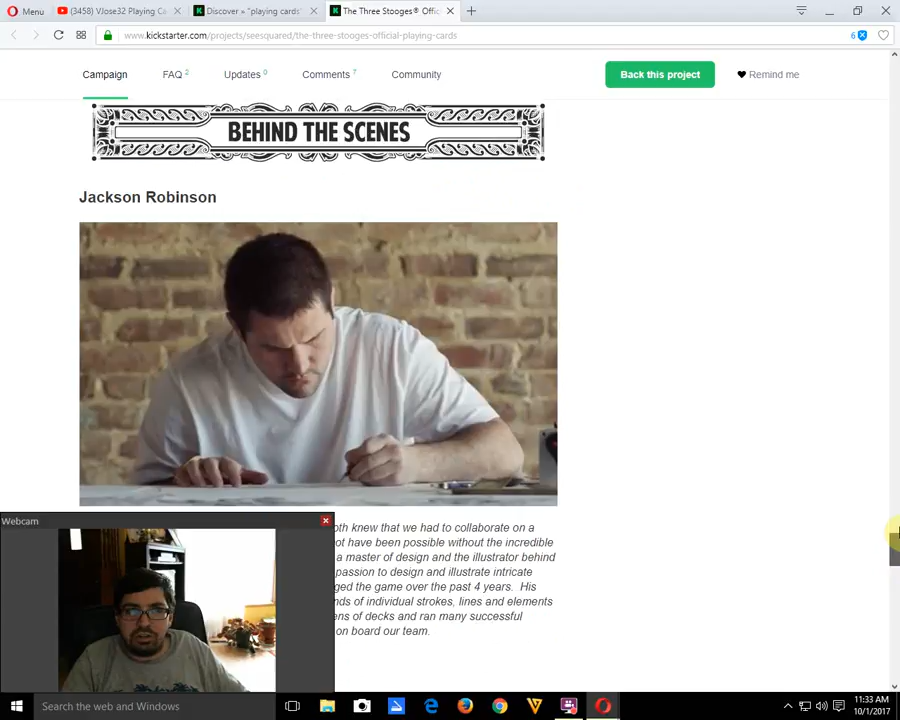 Menu
(3458) VJose32 Playing Ca
Discover » "playing cards"
The Three Stooges® Offic
www.kickstarter.com/projects/seesquared/the-three-stooges-official-playing-cards
6
Campaign
FAQ 2
Updates 0
Comments 7
Community
Back this project
Remind me
BEHIND THE SCENES
Jackson Robinson
Webcam
oth knew that we had to collaborate on a
ot have been possible without the incredible
a master of design and the illustrator behind
passion to design and illustrate intricate
ged the game over the past 4 years. His
nds of individual strokes, lines and elements
ens of decks and ran many successful
on board our team.
Search the web and Windows
11:33 AM
10/1/2017